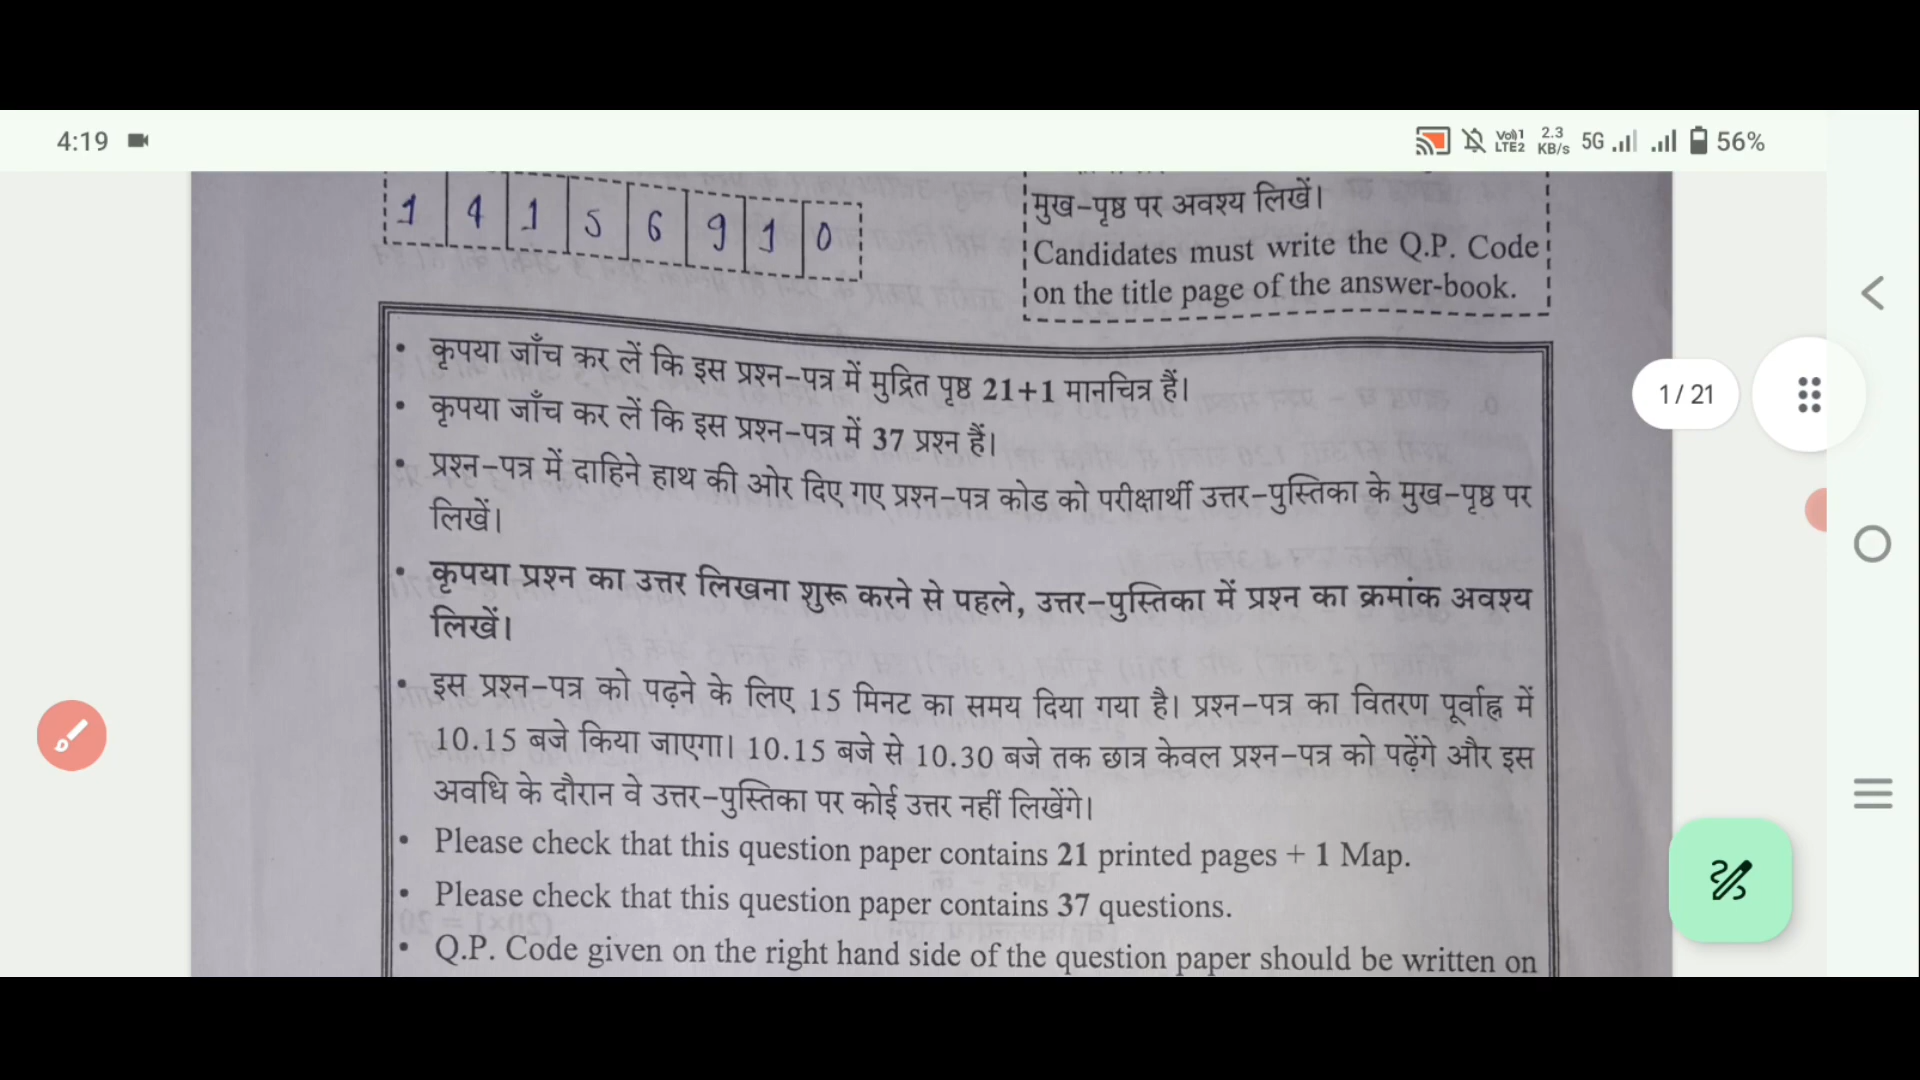 4:19
Vo))1
LTE2
2.3
KB/s
5G
56%
1 4 1 5 6 9 1 0
मुख-पृष्ठ पर अवश्य लिखें।
Candidates must write the Q.P. Code
on the title page of the answer-book.
• कृपया जाँच कर लें कि इस प्रश्न-पत्र में मुद्रित पृष्ठ 21+1 मानचित्र हैं।
• कृपया जाँच कर लें कि इस प्रश्न-पत्र में 37 प्रश्न हैं।
• प्रश्न-पत्र में दाहिने हाथ की ओर दिए गए प्रश्न-पत्र कोड को परीक्षार्थी उत्तर-पुस्तिका के मुख-पृष्ठ पर
लिखें।
• कृपया प्रश्न का उत्तर लिखना शुरू करने से पहले, उत्तर-पुस्तिका में प्रश्न का क्रमांक अवश्य
लिखें।
• इस प्रश्न-पत्र को पढ़ने के लिए 15 मिनट का समय दिया गया है। प्रश्न-पत्र का वितरण पूर्वाह्न में
10.15 बजे किया जाएगा। 10.15 बजे से 10.30 बजे तक छात्र केवल प्रश्न-पत्र को पढ़ेंगे और इस
अवधि के दौरान वे उत्तर-पुस्तिका पर कोई उत्तर नहीं लिखेंगे।
• Please check that this question paper contains 21 printed pages + 1 Map.
• Please check that this question paper contains 37 questions.
• Q.P. Code given on the right hand side of the question paper should be written on
1 / 21